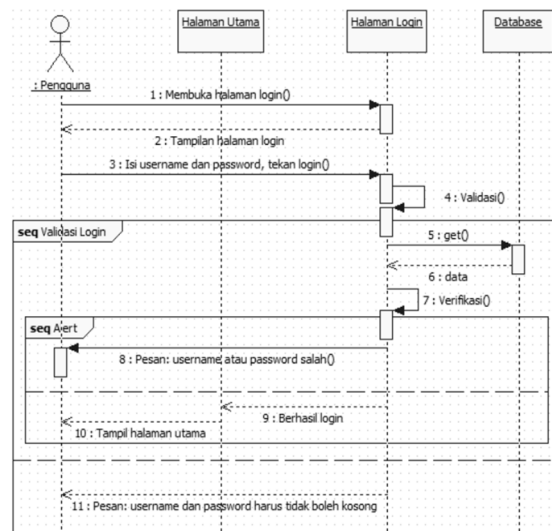 Halaman Utama
Halaman Login
Database
: Pengguna
1 : Membuka halaman login()
2 : Tampilan halaman login
3 : Isi username dan password, tekan login()
4 : Validasi()
seq Validasi Login
5 : get()
6 : data
7 : Verifikasi()
seq Alert
8 : Pesan: username atau password salah()
9 : Berhasil login
10 : Tampil halaman utama
11 : Pesan: username dan password harus tidak boleh kosong